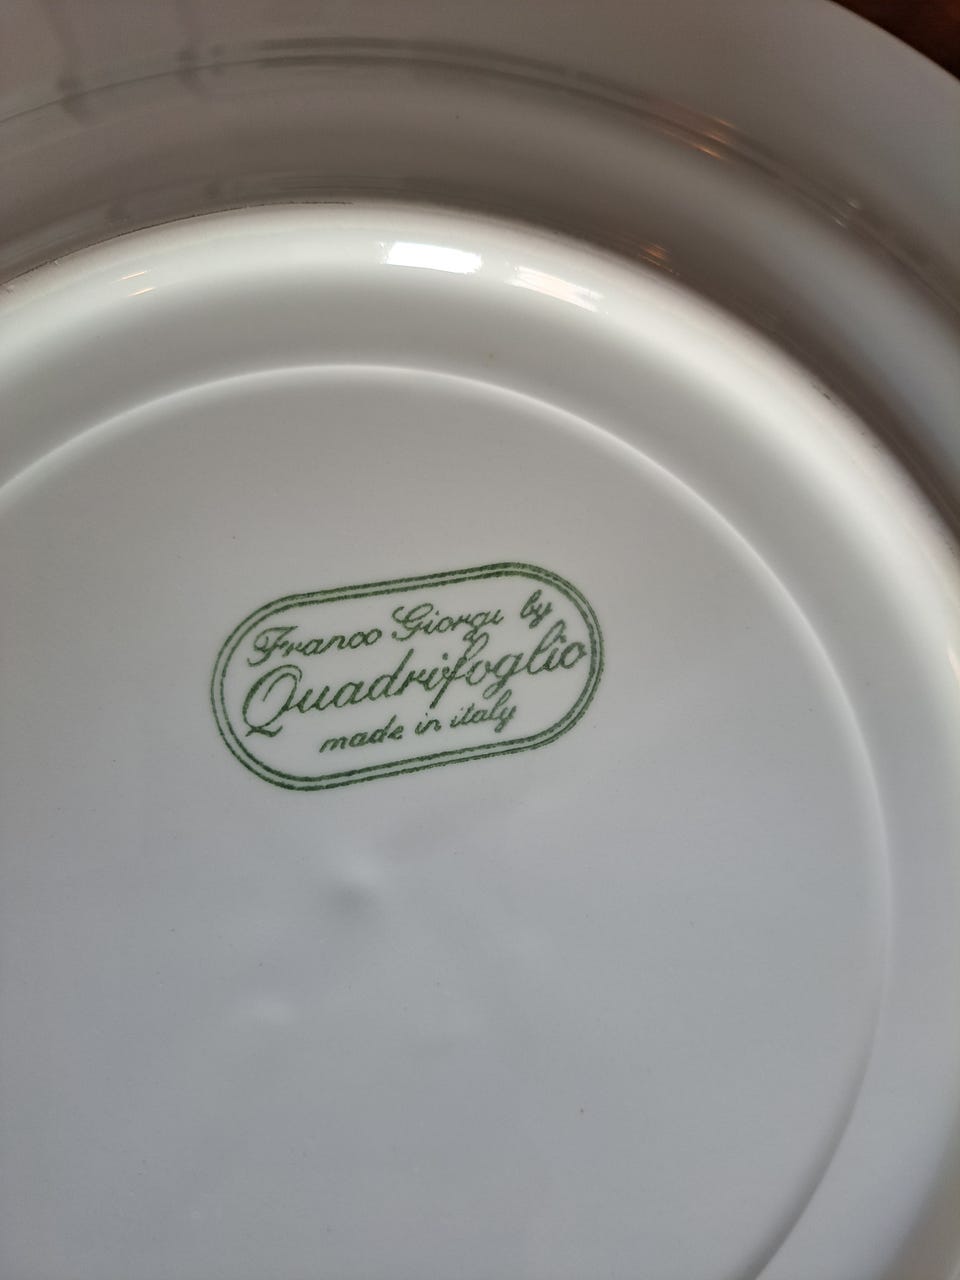 Franco Giorgi by
Quadrifoglio
made in italy